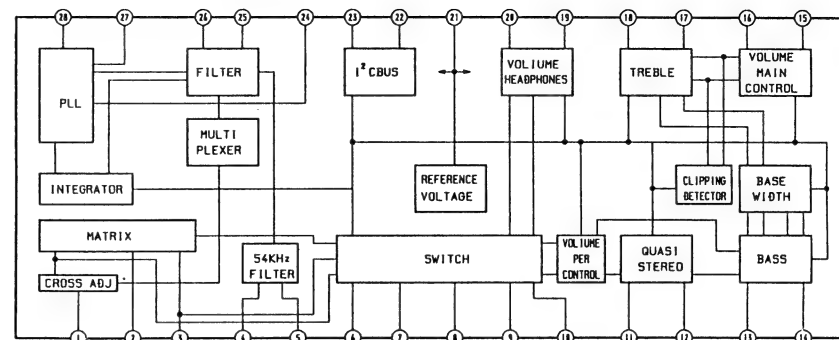 28 27 26 25 24 23 22 21 20 19 18 17 16 15
PLL
FILTER
MULTI
PLEXER
INTEGRATOR
MATRIX
CROSS ADJ
54KHz
FILTER
I²CBUS
REFERENCE
VOLTAGE
SWITCH
VOLIUME
HEADPHONES
VOLIUME
PER
CONTROL
TREBLE
VOLUME
MAIN
CONTROL
CLIPPING
DETECTOR
BASE
WIDTH
QUASI
STEREO
BASS
1 2 3 4 5 6 7 8 9 10 11 12 13 14